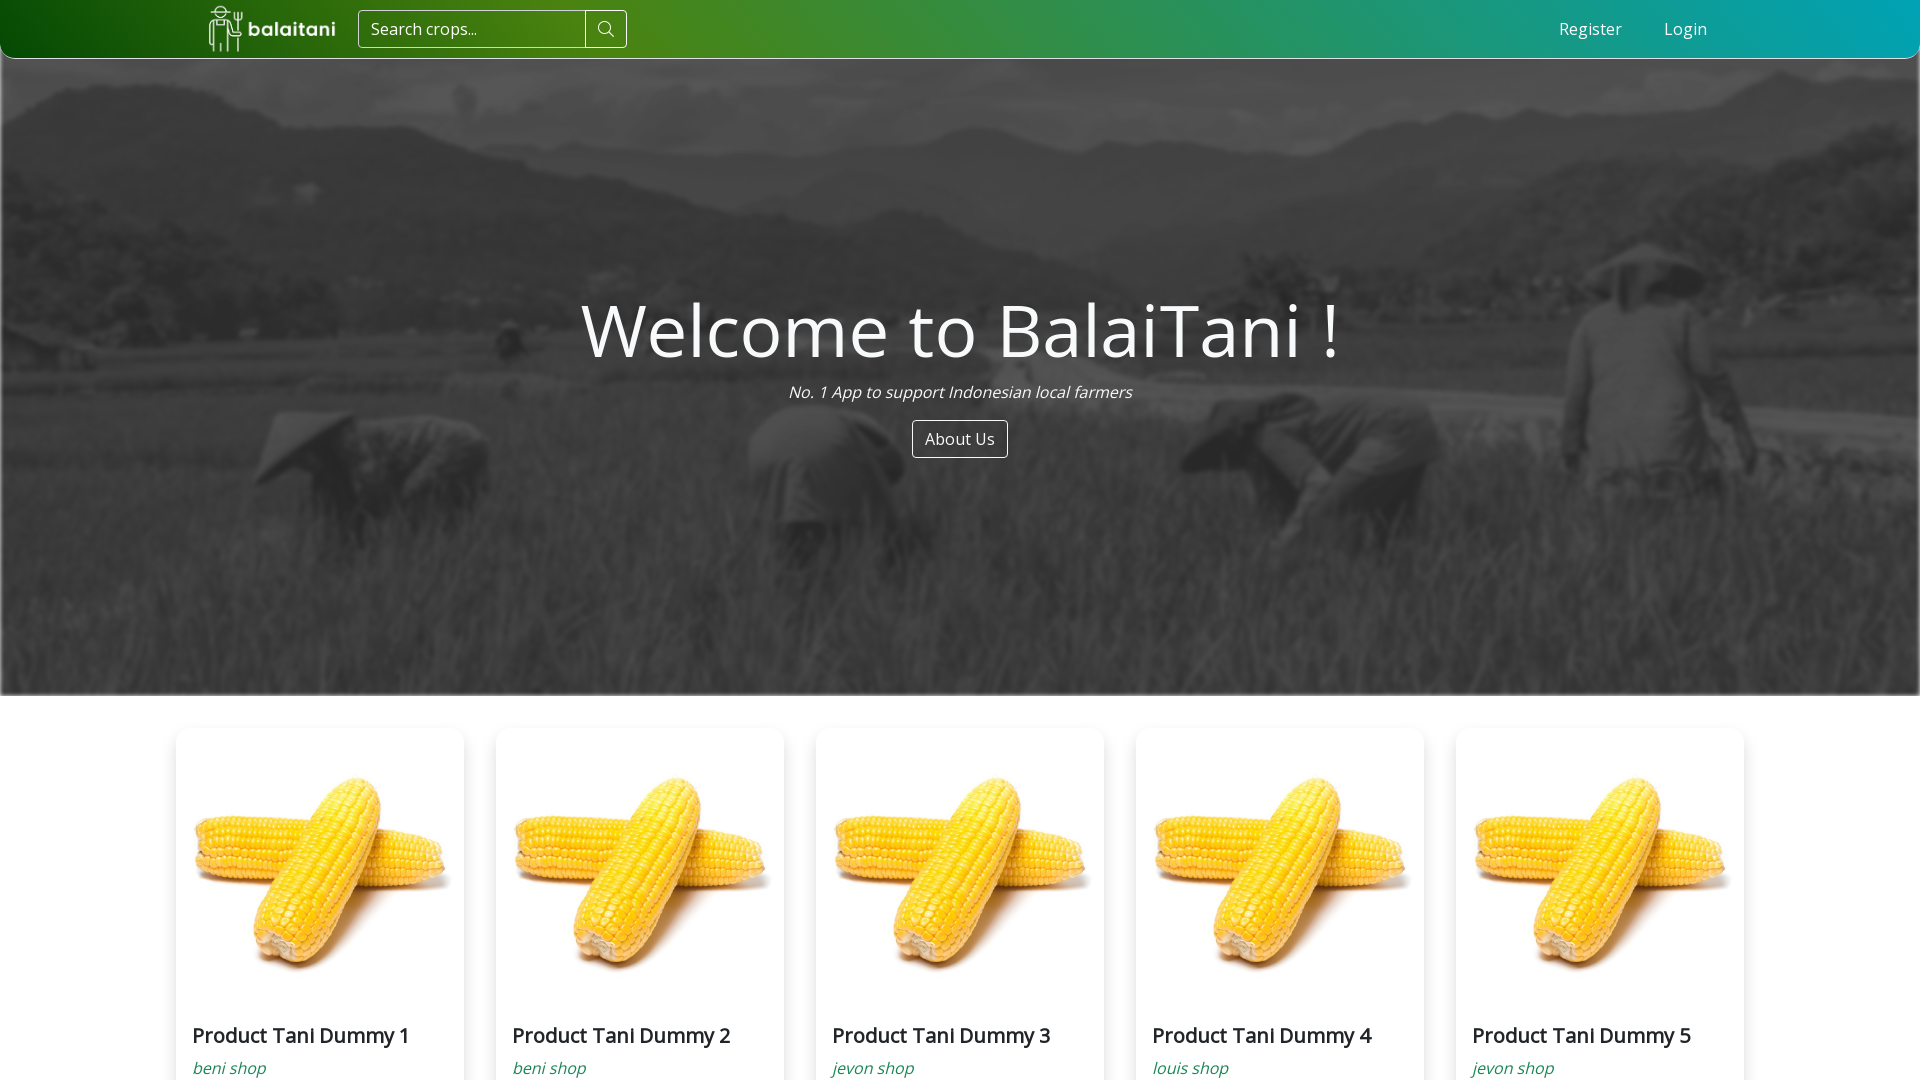 balaitani
Search crops...
Register
Login
Welcome to BalaiTani !
No. 1 App to support Indonesian local farmers
About Us
Product Tani Dummy 1
beni shop
Product Tani Dummy 2
beni shop
Product Tani Dummy 3
jevon shop
Product Tani Dummy 4
louis shop
Product Tani Dummy 5
jevon shop